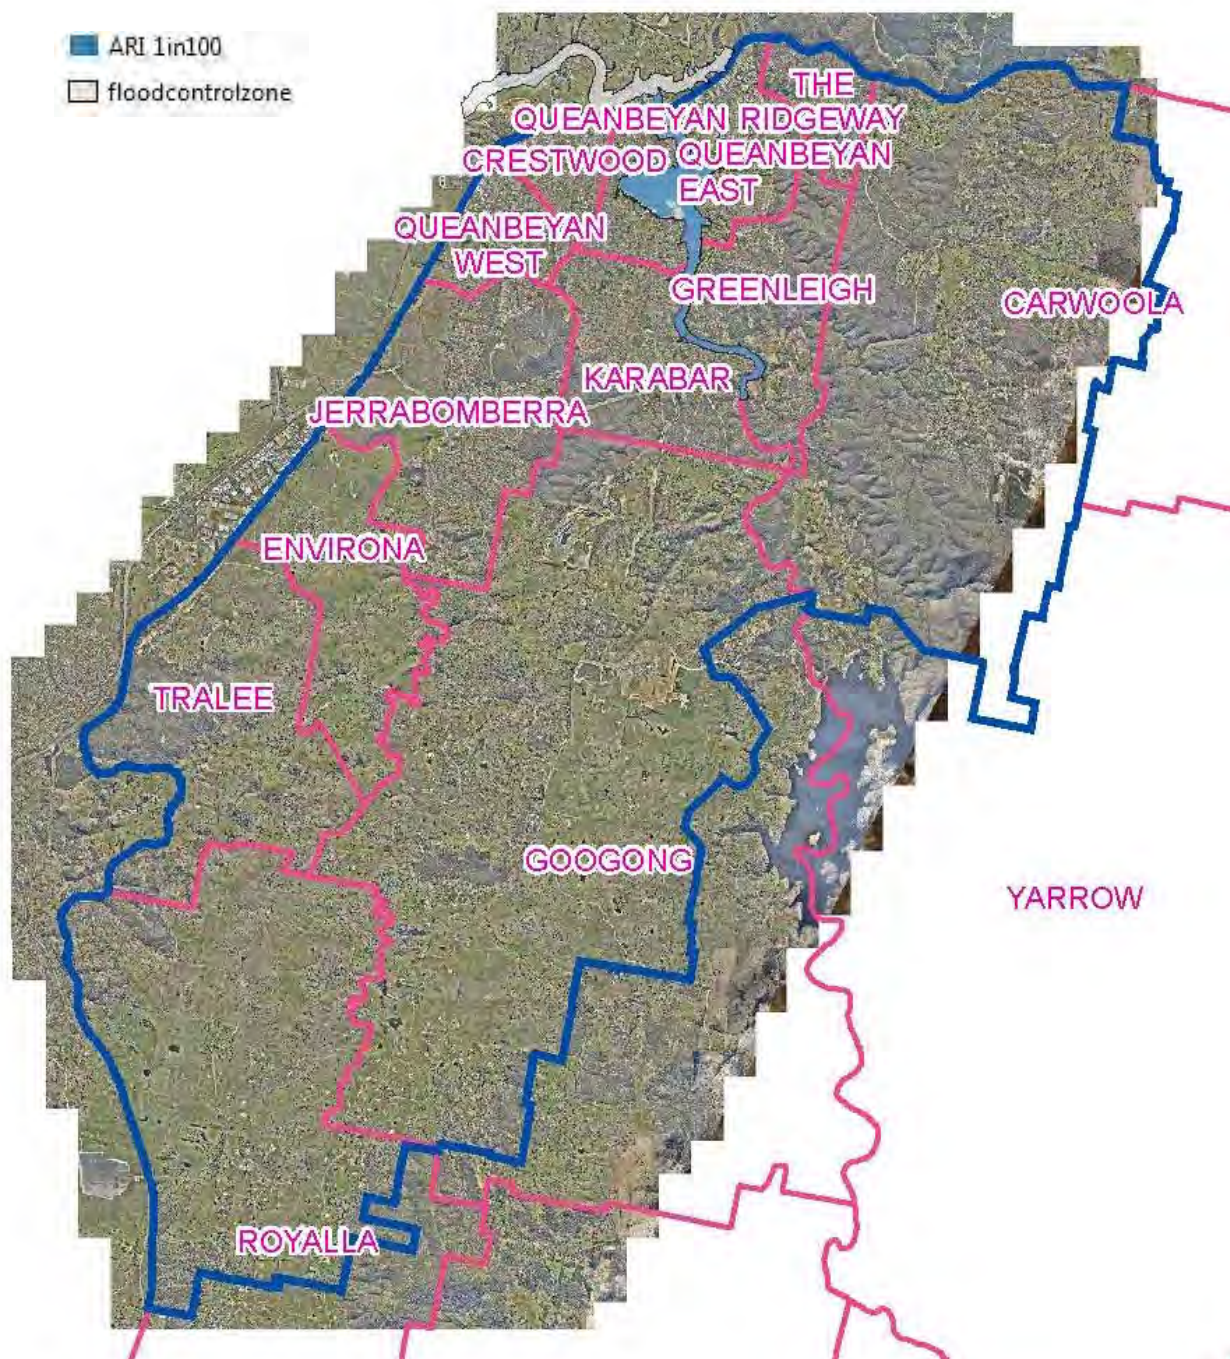 ARI 1in100
floodcontrolzone
THE
QUEANBEYAN RIDGEWAY
CRESTWOOD QUEANBEYAN
EAST
QUEANBEYAN
WEST
GREENLEIGH
CARWOOLA
KARABAR
JERRABOMBERRA
ENVIRONA
TRALEE
GOOGONG
YARROW
ROYALLA